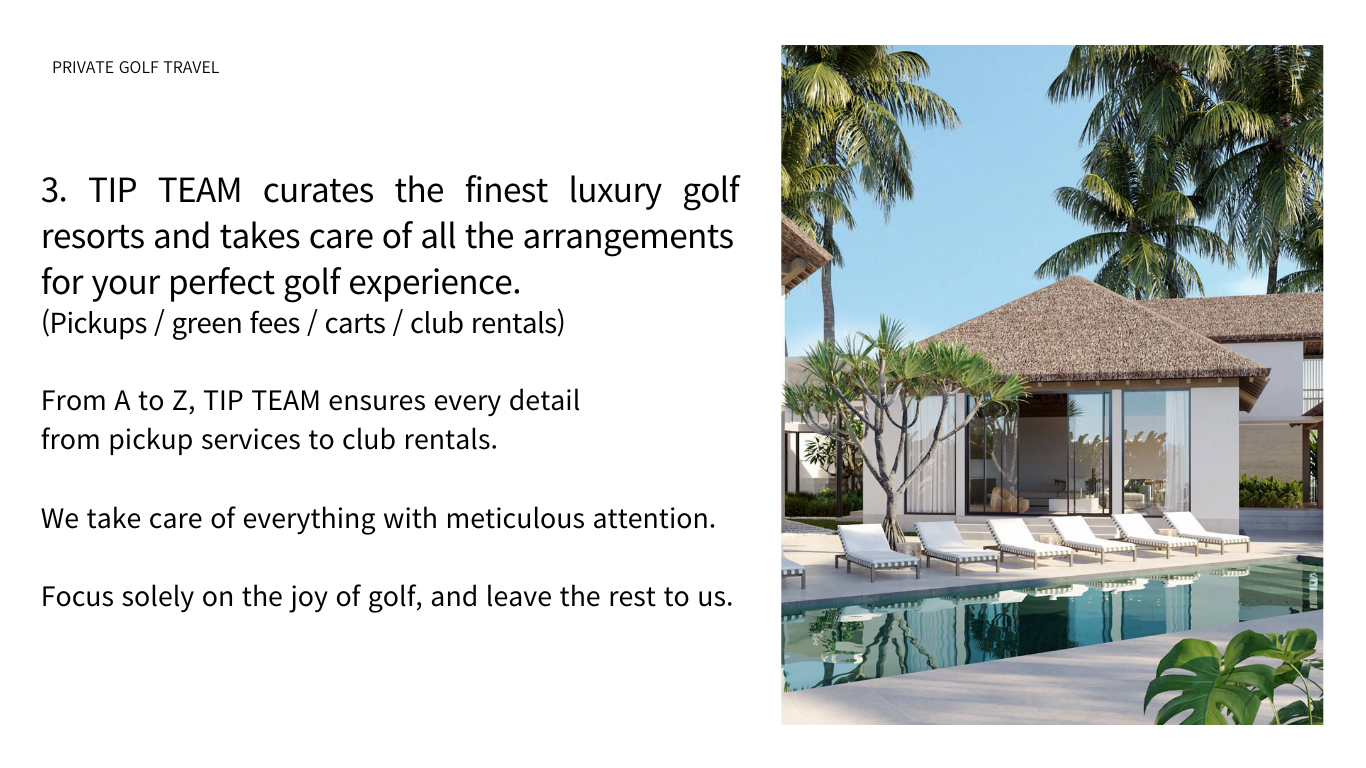 PRIVATE GOLF TRAVEL
3. TIP TEAM curates the finest luxury golf
resorts and takes care of all the arrangements
for your perfect golf experience.
(Pickups / green fees / carts / club rentals)
From A to Z, TIP TEAM ensures every detail
from pickup services to club rentals.
We take care of everything with meticulous attention.
Focus solely on the joy of golf, and leave the rest to us.